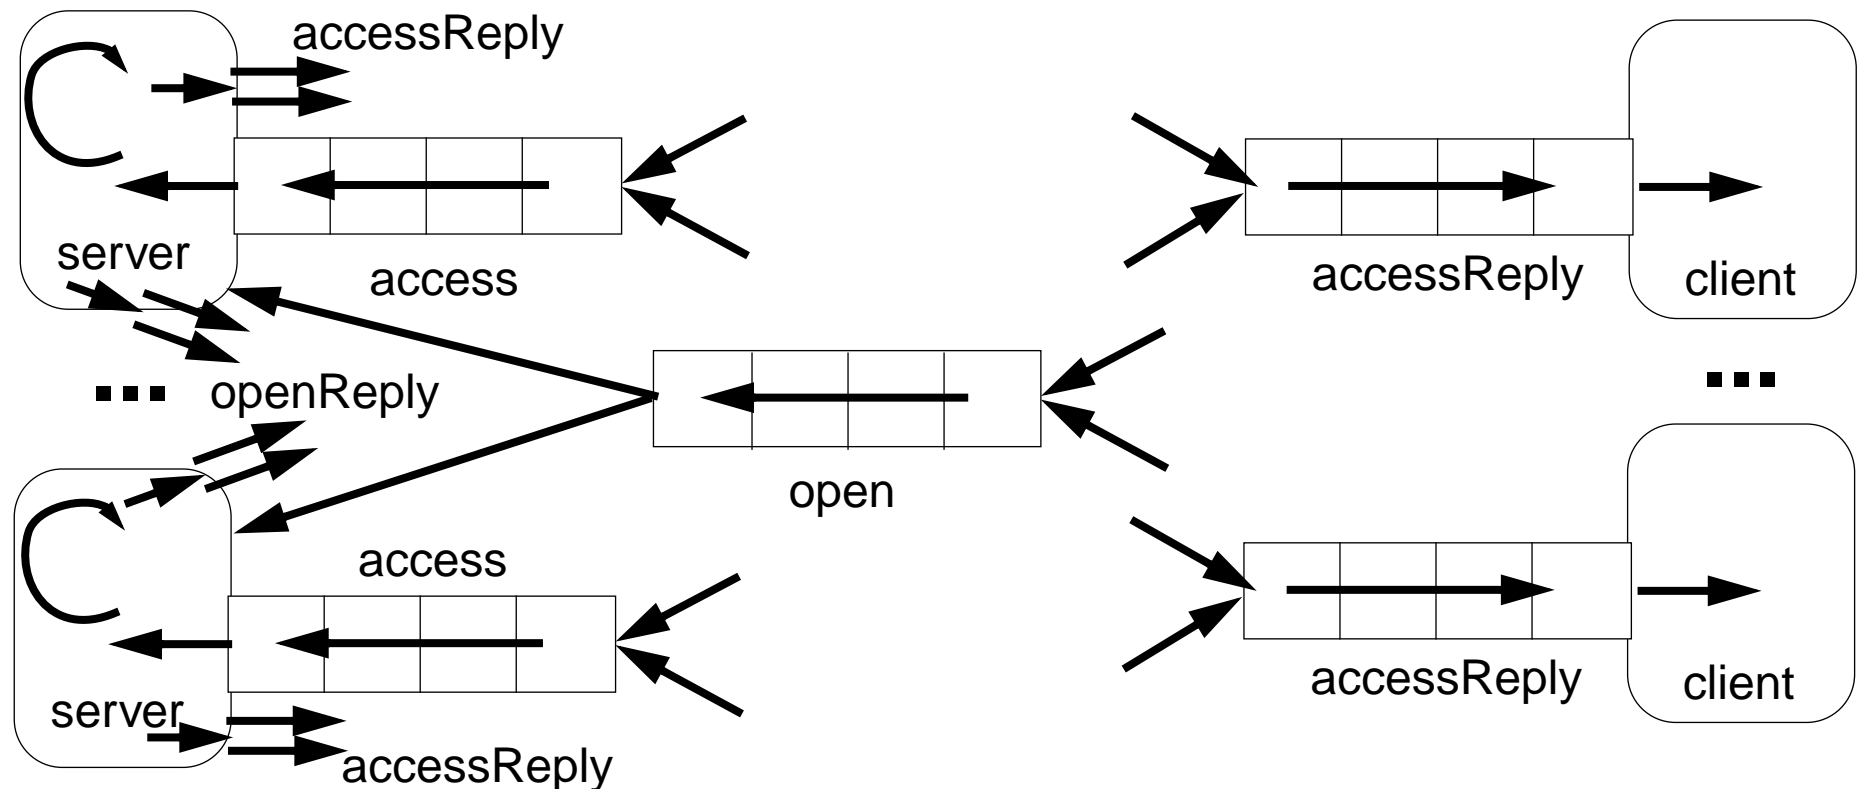 accessReply
server
access
accessReply
client
openReply
open
access
server
accessReply
accessReply
client